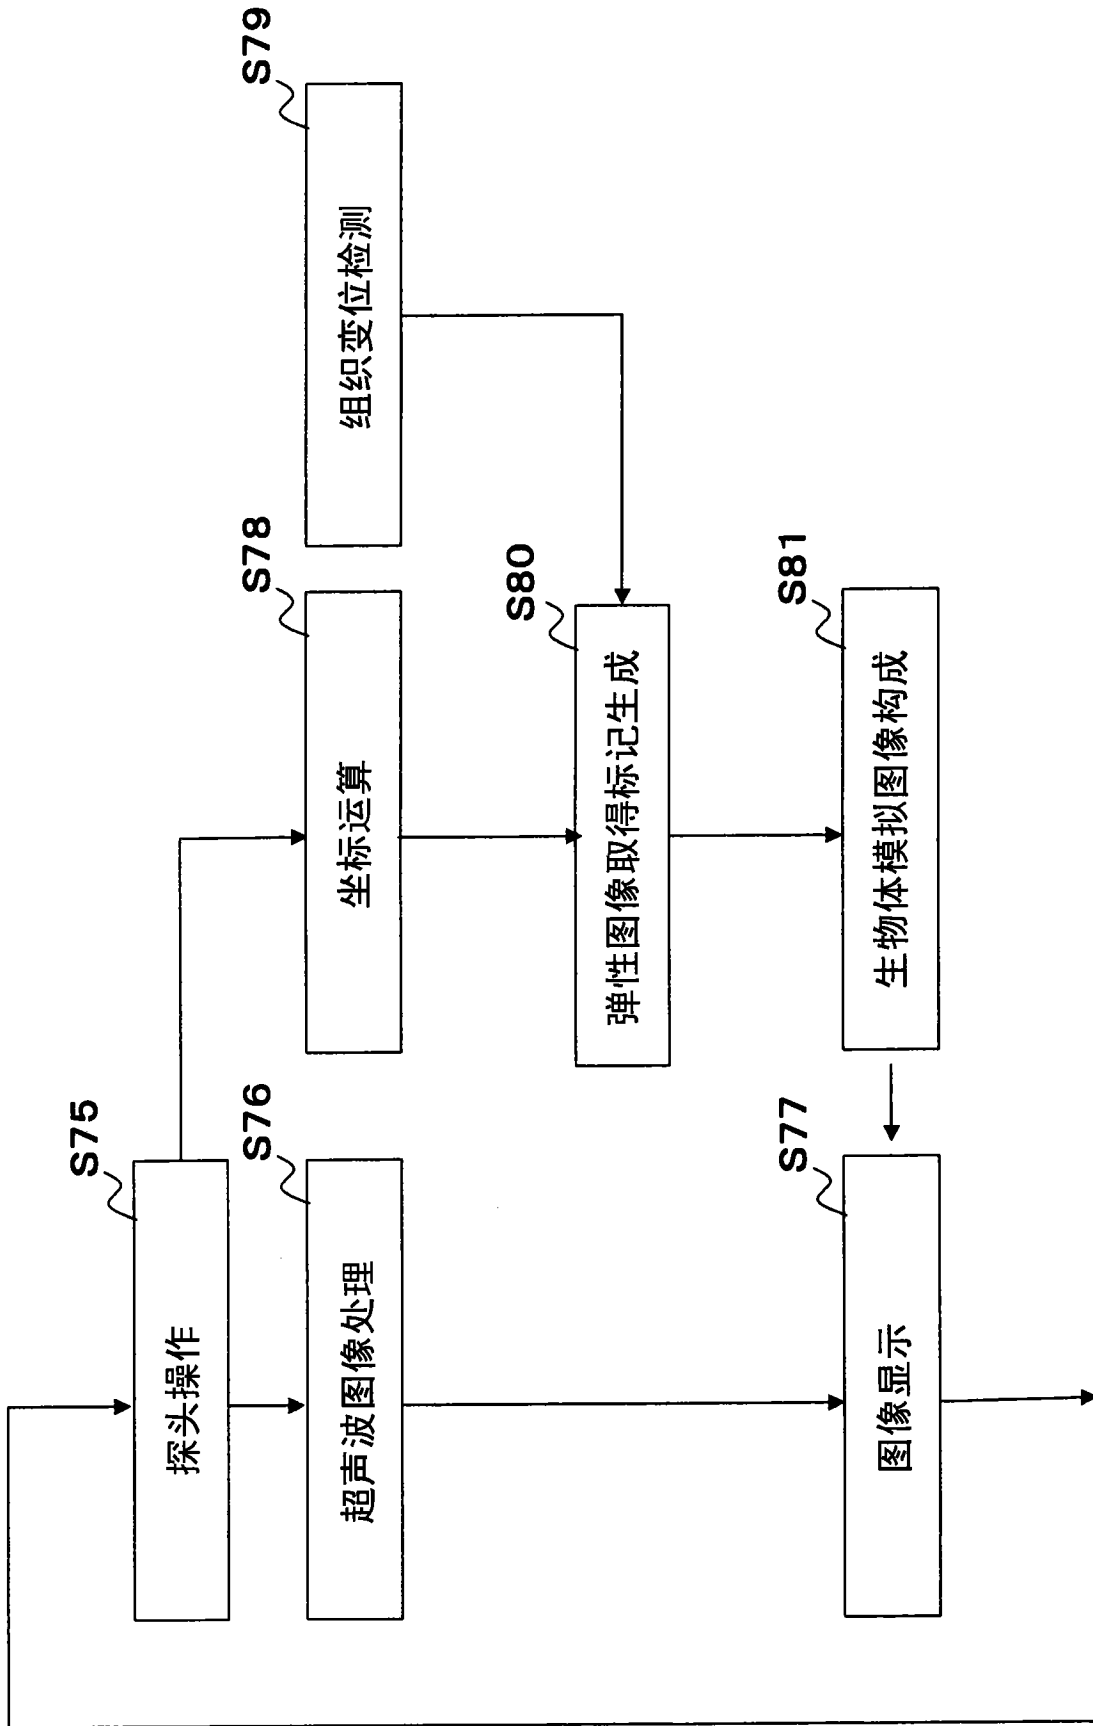 S75
探头操作
S76
超声波图像处理
S78
坐标运算
S79
组织变位检测
S80
弹性图像取得标记生成
S81
生物体模拟图像构成
S77
图像显示